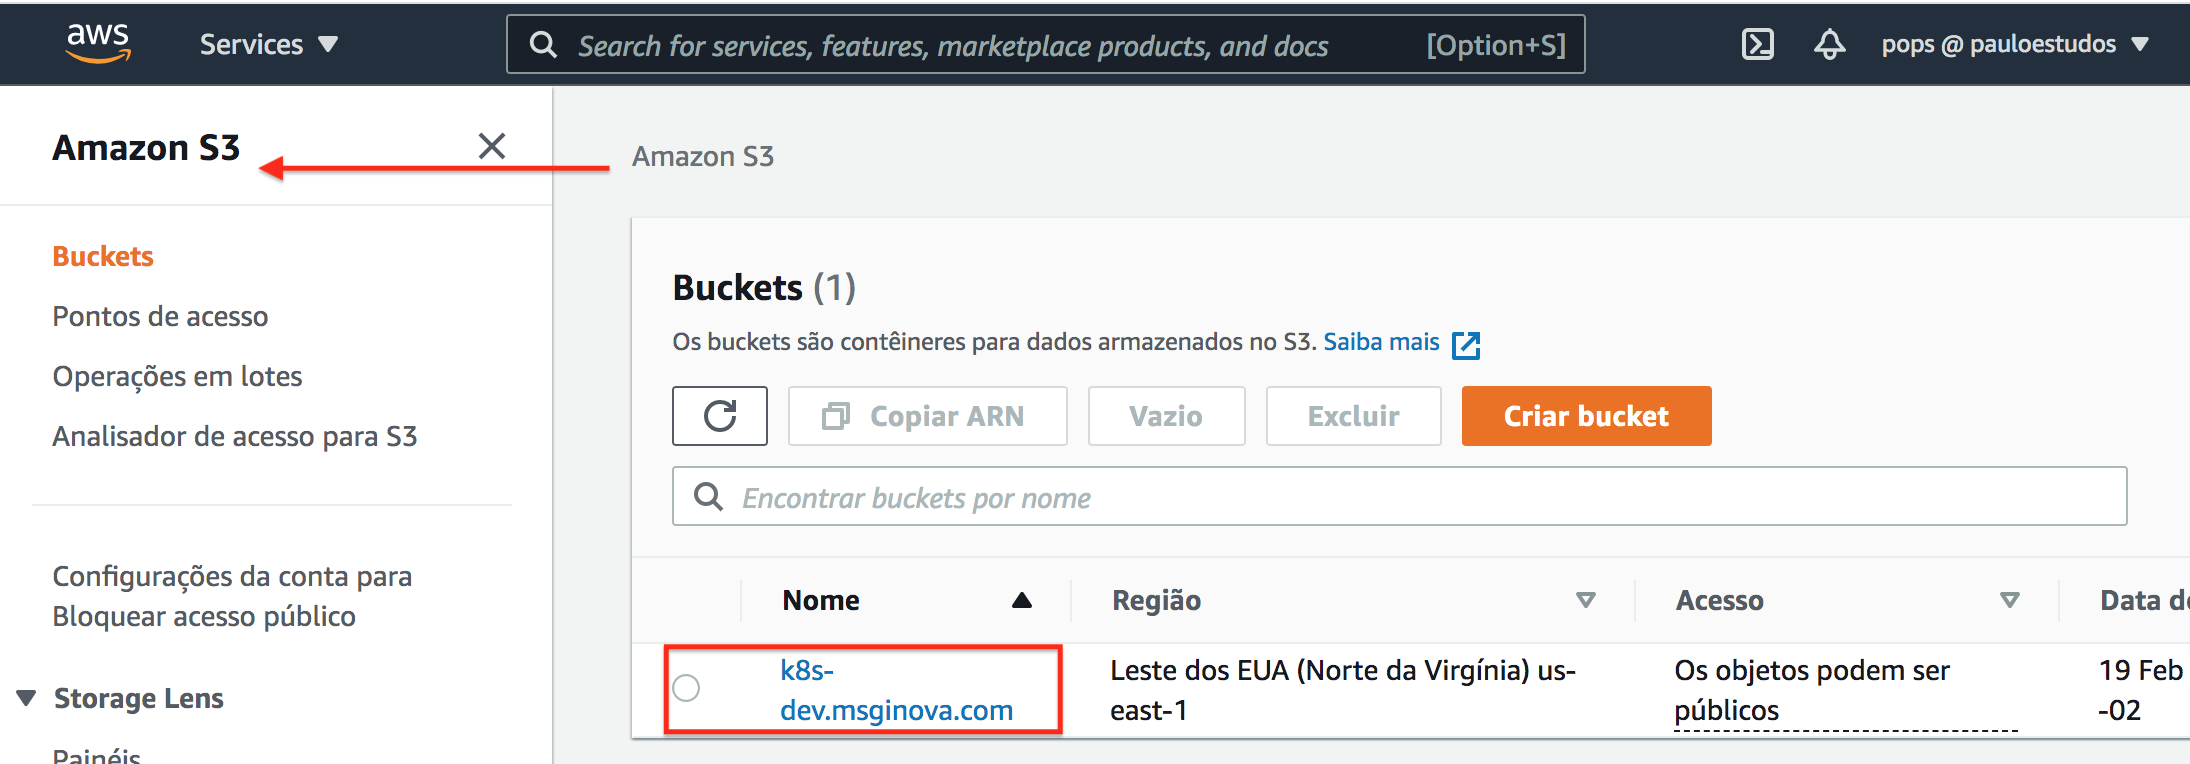 aws
Services
Search for services, features, marketplace products, and docs
[Option+S]
pops @ pauloestudos
Amazon S3
Buckets
Pontos de acesso
Operações em lotes
Analisador de acesso para S3
Configurações da conta para
Bloquear acesso público
Storage Lens
Painéis
Amazon S3
Buckets (1)
Os buckets são contêineres para dados armazenados no S3. Saiba mais
Copiar ARN
Vazio
Excluir
Criar bucket
Encontrar buckets por nome
Nome
Região
Acesso
Data
k8s-
dev.msginova.com
Leste dos EUA (Norte da Virgínia) us-
east-1
Os objetos podem ser
públicos
19 Feb
-02